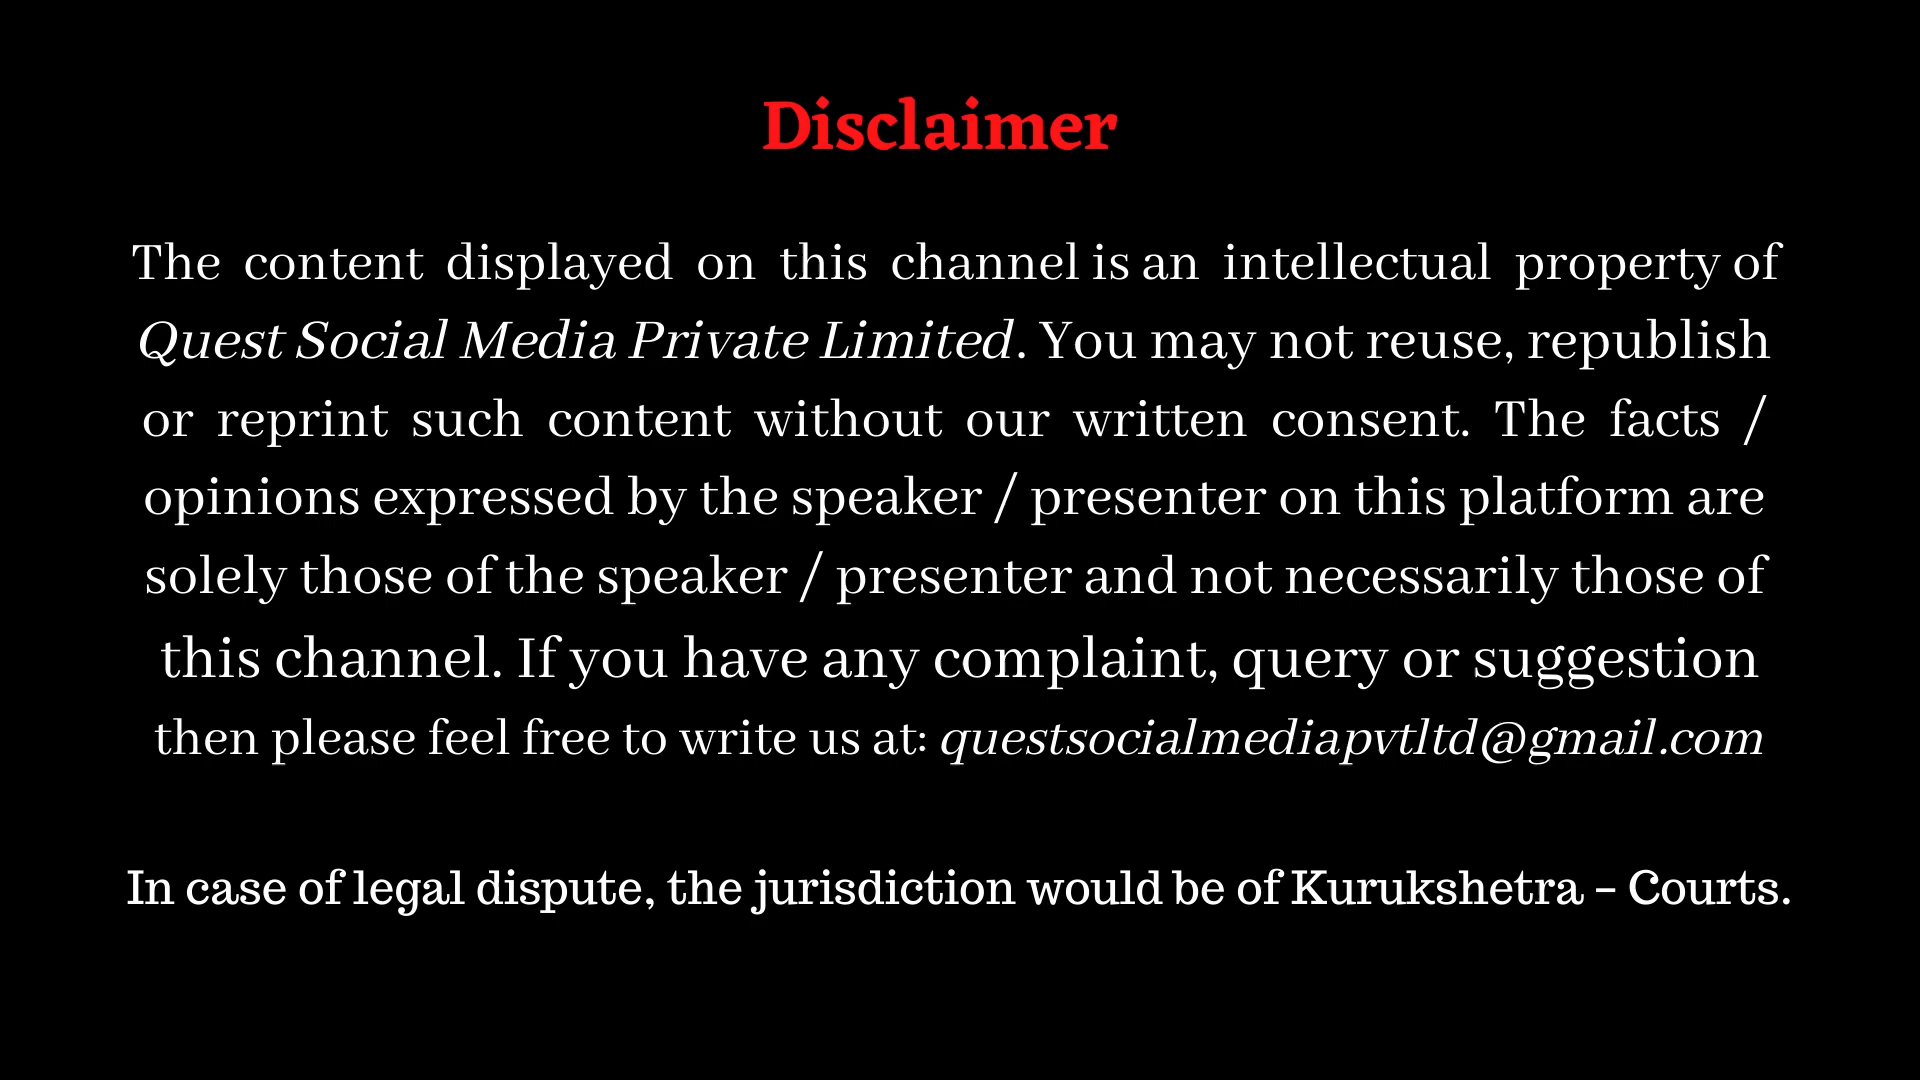 Disclaimer
The content displayed on this channel is an intellectual property of
Quest Social Media Private Limited. You may not reuse, republish
or reprint such content without our written consent. The facts /
opinions expressed by the speaker / presenter on this platform are
solely those of the speaker / presenter and not necessarily those of
this channel. If you have any complaint, query or suggestion
then please feel free to write us at: questsocialmediapvtltd@gmail.com
In case of legal dispute, the jurisdiction would be of Kurukshetra – Courts.